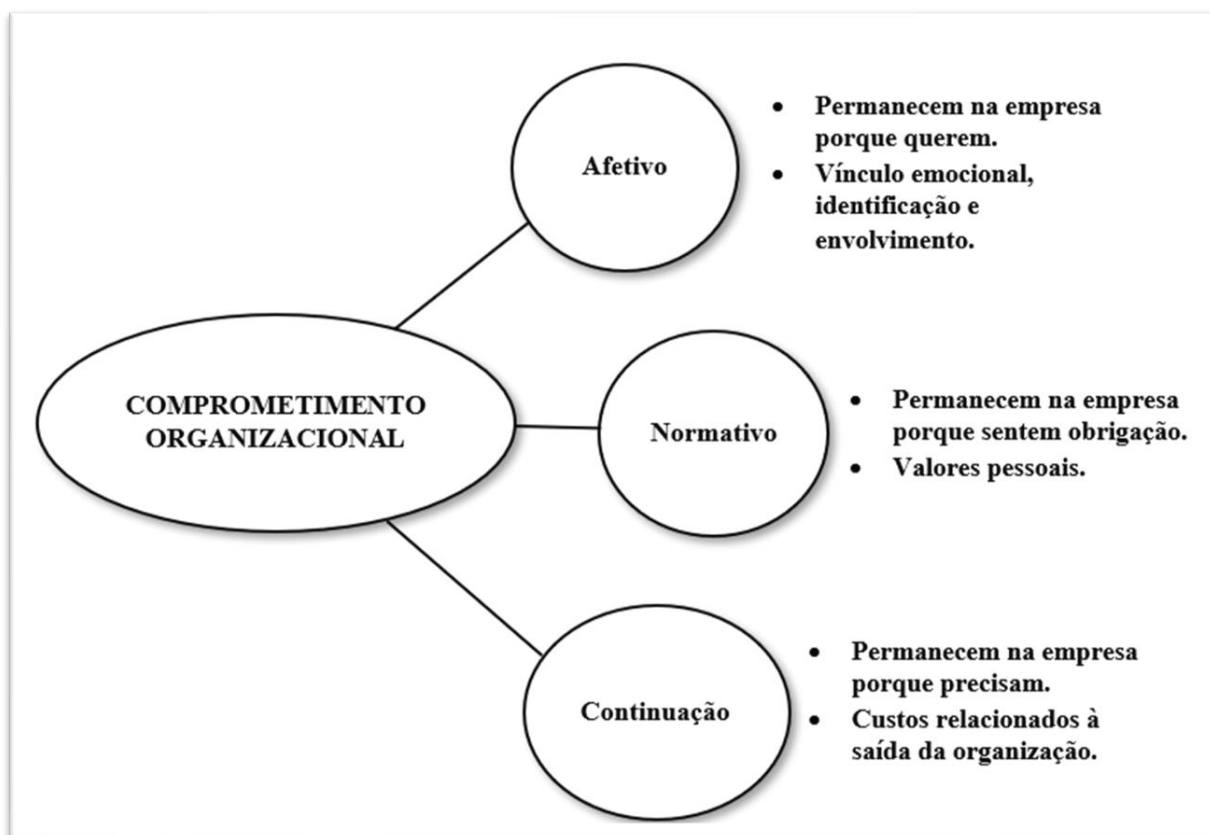 Afetivo
• Permanecem na empresa
porque querem.
• Vínculo emocional,
identificação e
envolvimento.
COMPROMETIMENTO
ORGANIZACIONAL
Normativo
• Permanecem na empresa
porque sentem obrigação.
• Valores pessoais.
Continuação
• Permanecem na empresa
porque precisam.
• Custos relacionados à
saída da organização.